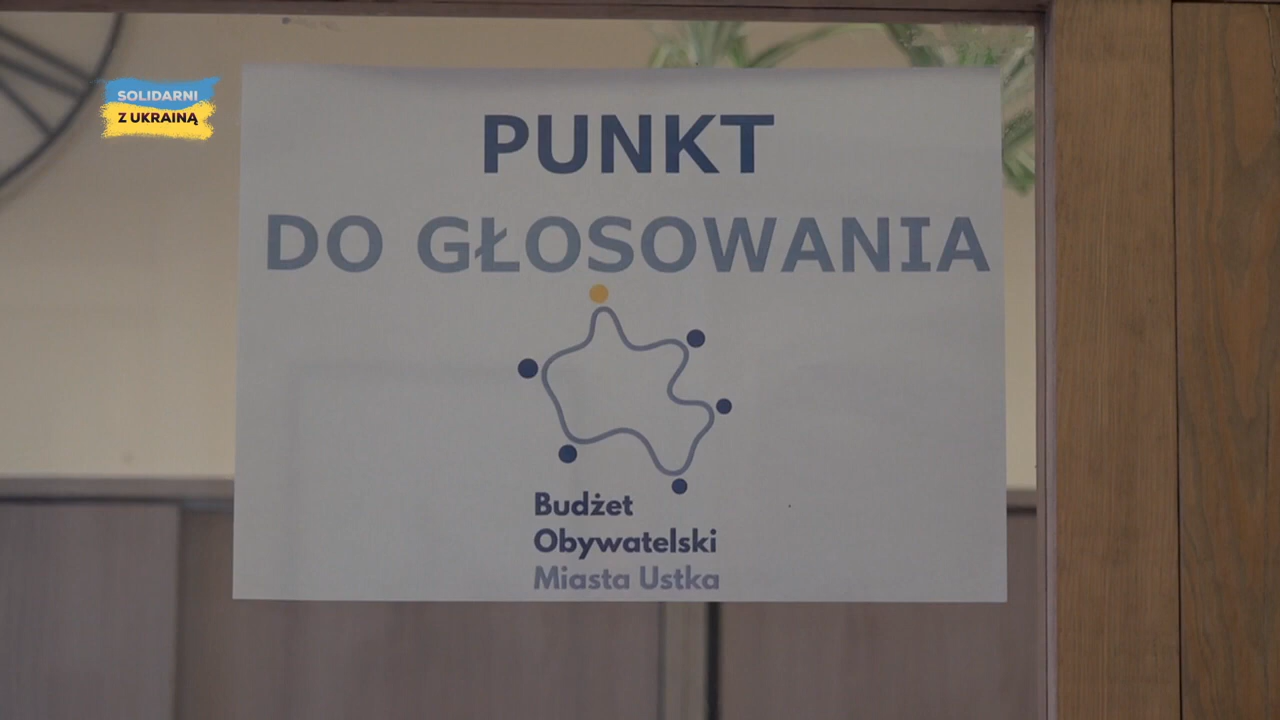 SOLIDARNI
Z UKRAINĄ
PUNKT
DO GŁOSOWANIA
Budżet
Obywatelski
Miasta Ustka